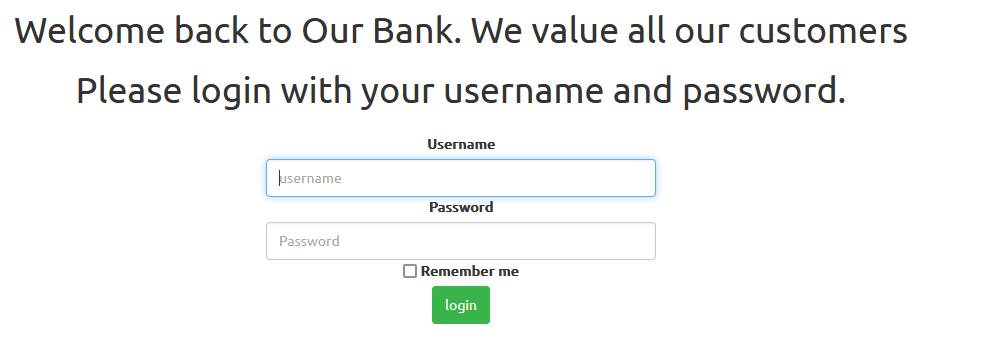 Welcome back to Our Bank. We value all our customers
Please login with your username and password.
Username
username
Password
Password
Remember me
login